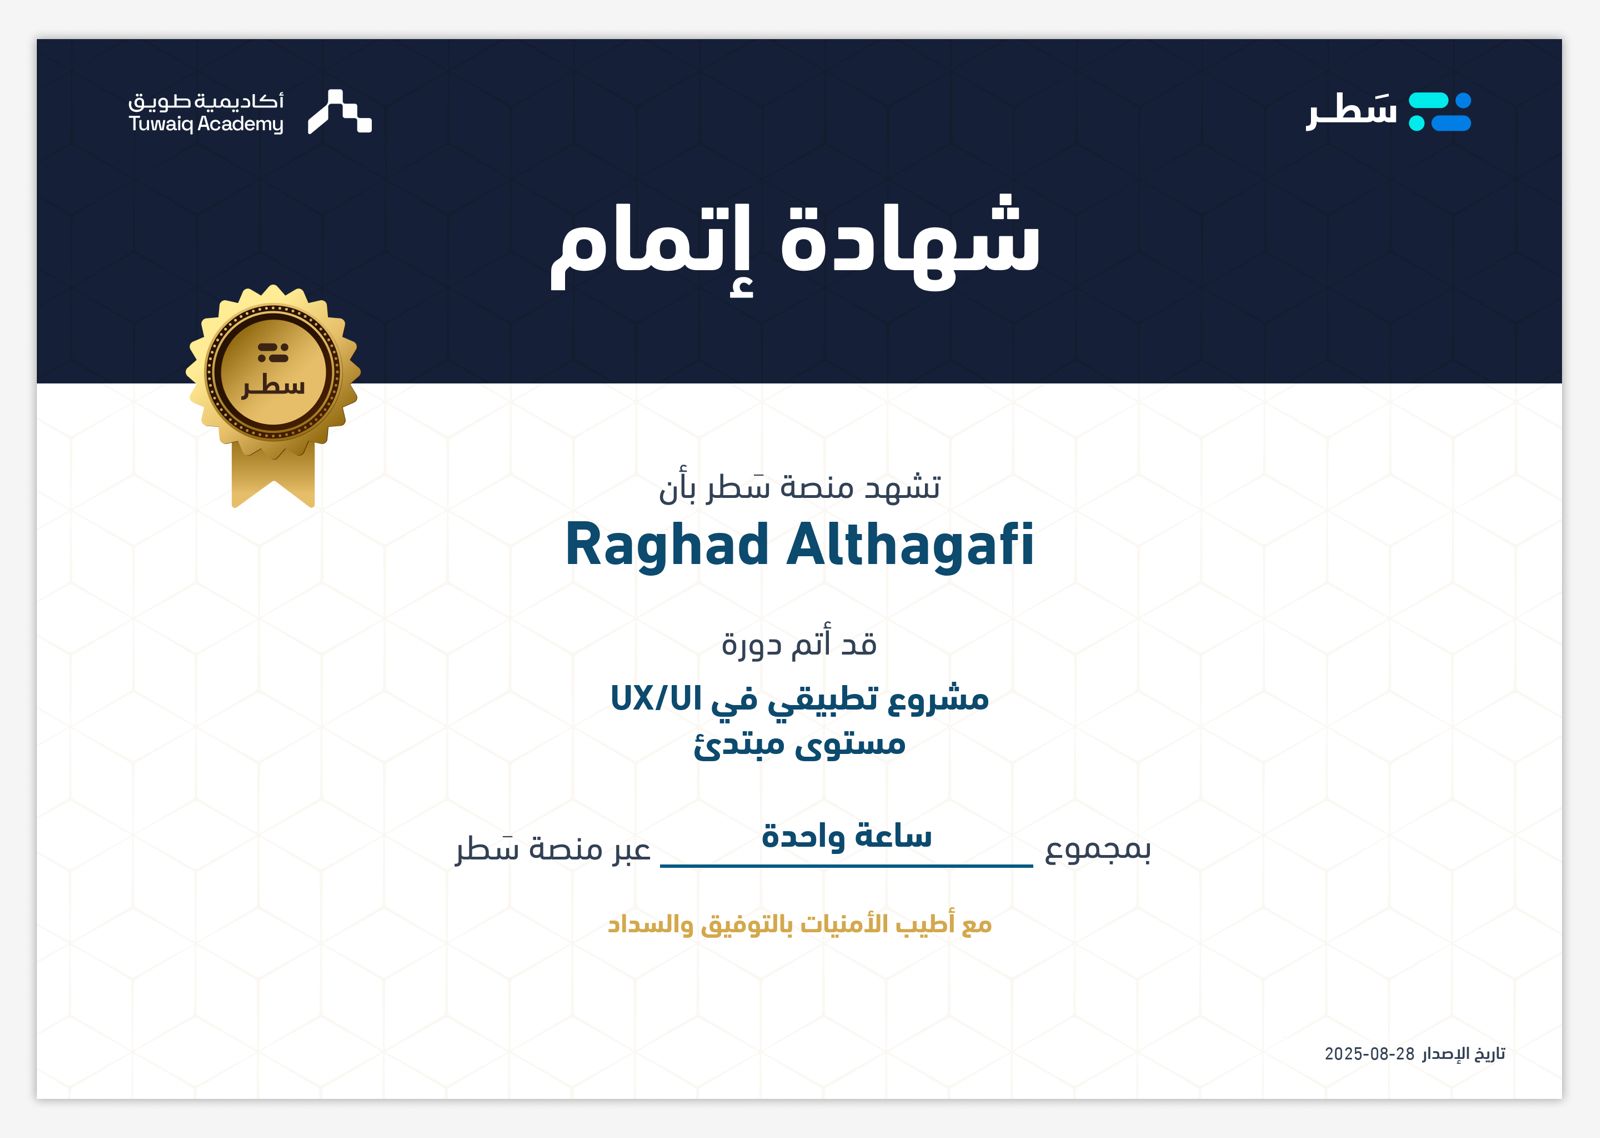 سَطر
أكاديمية طويق
Tuwaiq Academy
شهادة إتمام
سطر
تشهد منصة سَطر بأن
Raghad Althagafi
قد أتم دورة
مشروع تطبيقي في UX/UI
مستوى مبتدئ
بمجموع ساعة واحدة عبر منصة سَطر
مع أطيب الأمنيات بالتوفيق والسداد
تاريخ الإصدار 2025-08-28